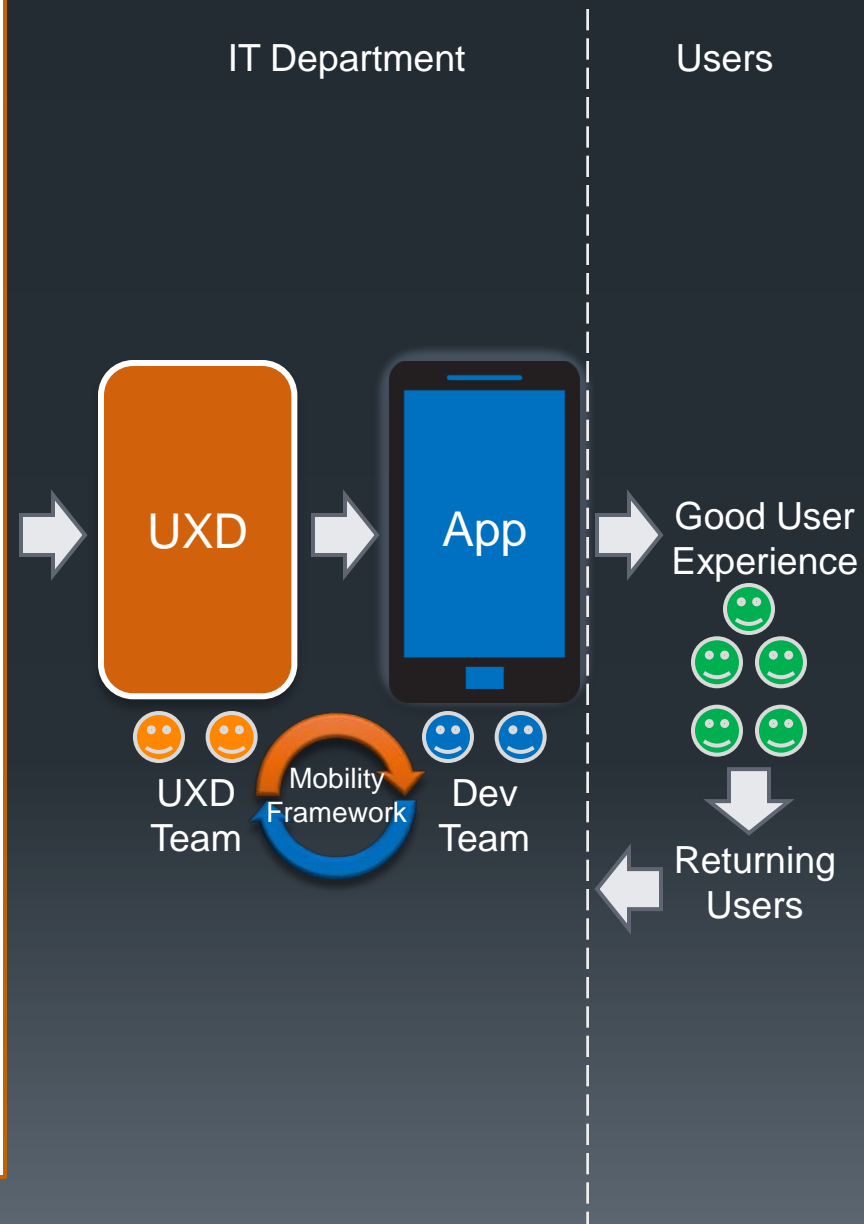 IT Department
Users
UXD
App
Good User
Experience
UXD
Team
Mobility
Framework
Dev
Team
Returning
Users